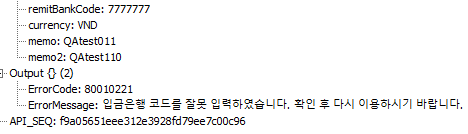 remitBankCode: 7777777
currency: VND
memo: QAtest011
memo2: QAtest110
Output {} (2)
ErrorCode: 80010221
ErrorMessage: 입금은행 코드를 잘못 입력하였습니다. 확인 후 다시 이용하시기 바랍니다.
API_SEQ: f9a05651eee312e3928fd79ee7c00c96